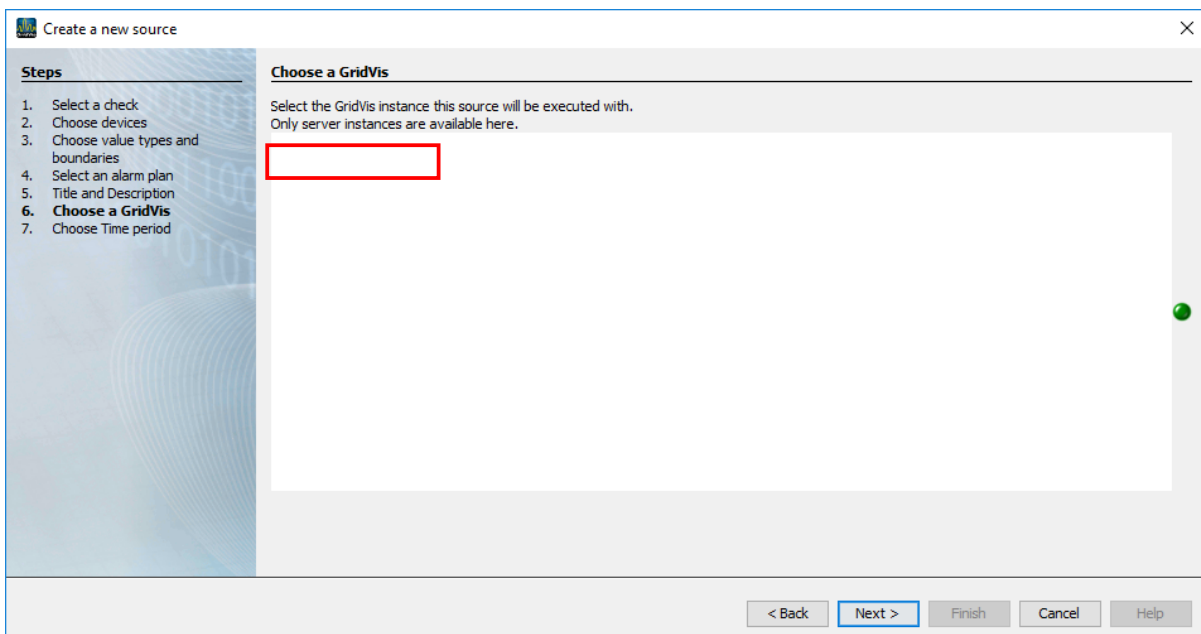 Create a new source
Steps
1. Select a check
2. Choose devices
3. Choose value types and
boundaries
4. Select an alarm plan
5. Title and Description
6. Choose a GridVis
7. Choose Time period
Choose a GridVis
Select the GridVis instance this source will be executed with.
Only server instances are available here.
< Back
Next >
Finish
Cancel
Help